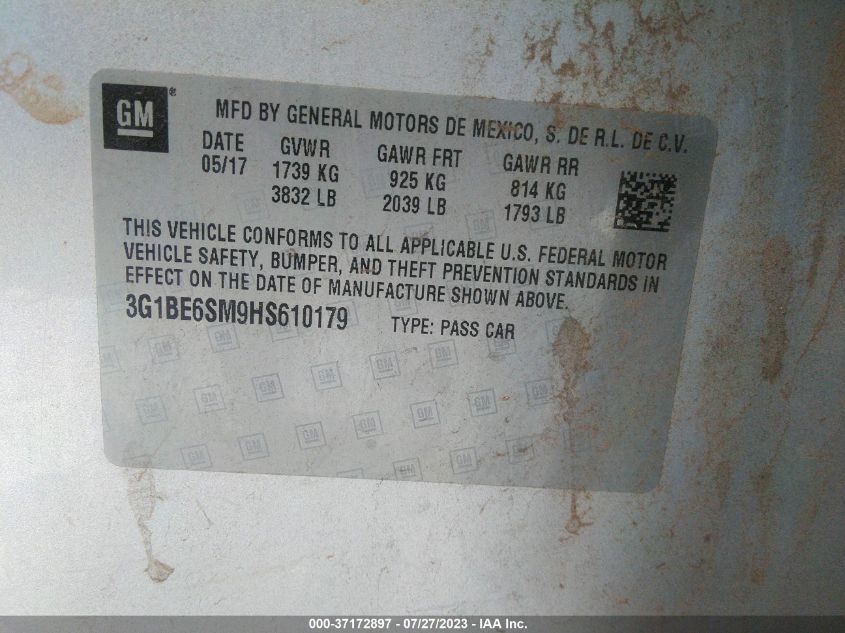 GM®
MFD BY GENERAL MOTORS DE MEXICO, S. DE R.L. DE C.V.
DATE GVWR GAWR FRT GAWR RR
05/17 1739 KG 925 KG 814 KG
3832 LB 2039 LB 1793 LB
THIS VEHICLE CONFORMS TO ALL APPLICABLE U.S. FEDERAL MOTOR
VEHICLE SAFETY, BUMPER, AND THEFT PREVENTION STANDARDS IN
EFFECT ON THE DATE OF MANUFACTURE SHOWN ABOVE.
3G1BE6SM9HS610179 TYPE: PASS CAR
000-37172897 - 07/27/2023 - IAA Inc.